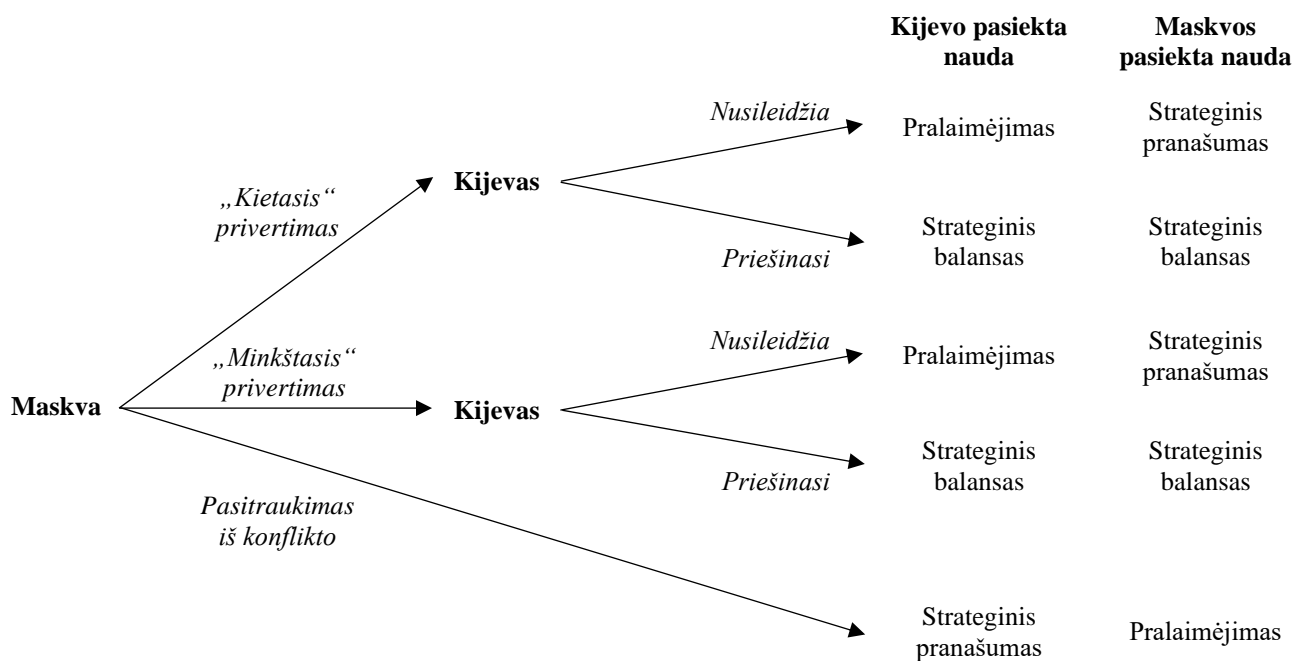 Kijevo pasiekta
nauda
Maskvos
pasiekta nauda
Nusileidžia
Pralaimėjimas
Strateginis
pranašumas
„Kietasis“
privertimas
Kijevas
Priešinasi
Strateginis
balansas
Strateginis
balansas
Nusileidžia
Pralaimėjimas
Strateginis
pranašumas
„Minkštasis“
privertimas
Maskva
Kijevas
Priešinasi
Strateginis
balansas
Strateginis
balansas
Pasitraukimas
iš konflikto
Strateginis
pranašumas
Pralaimėjimas